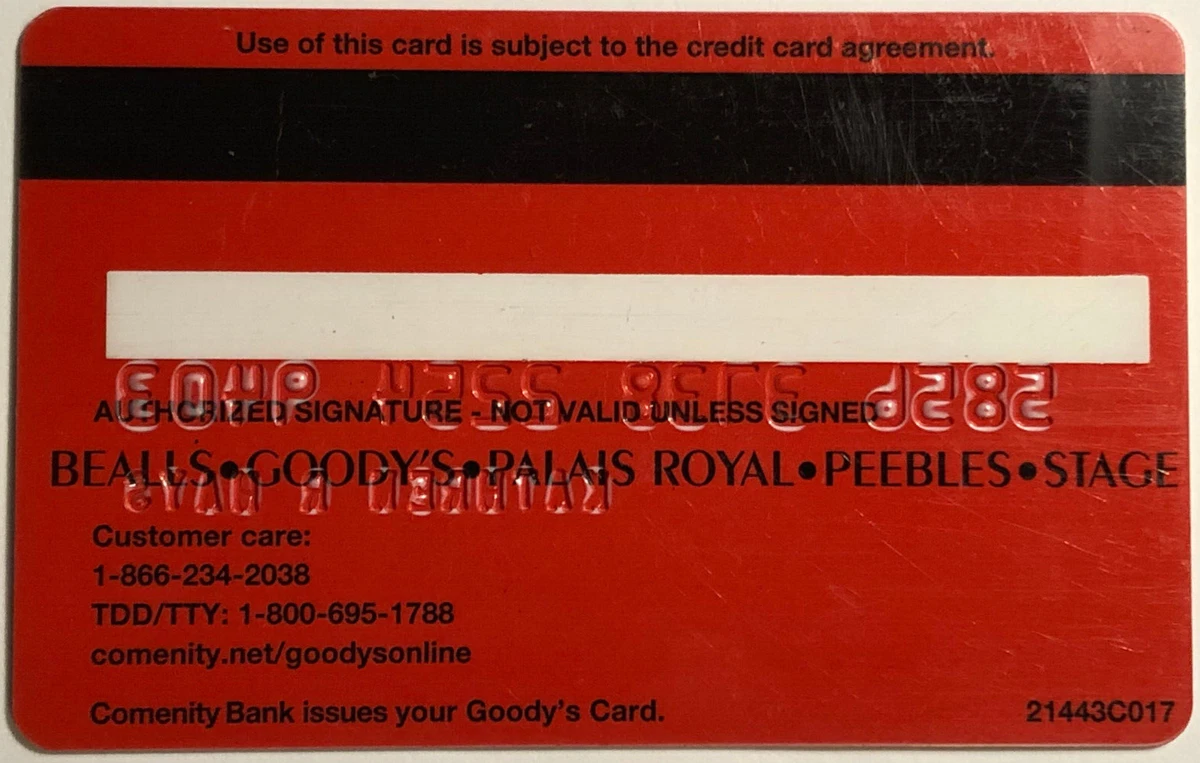 Use of this card is subject to the credit card agreement.
AUTHORIZED SIGNATURE - NOT VALID UNLESS SIGNED
BEALLS•GOODY'S•PALAIS ROYAL•PEEBLES•STAGE
Customer care:
1-866-234-2038
TDD/TTY: 1-800-695-1788
comenity.net/goodysonline
Comenity Bank issues your Goody's Card.
21443C017